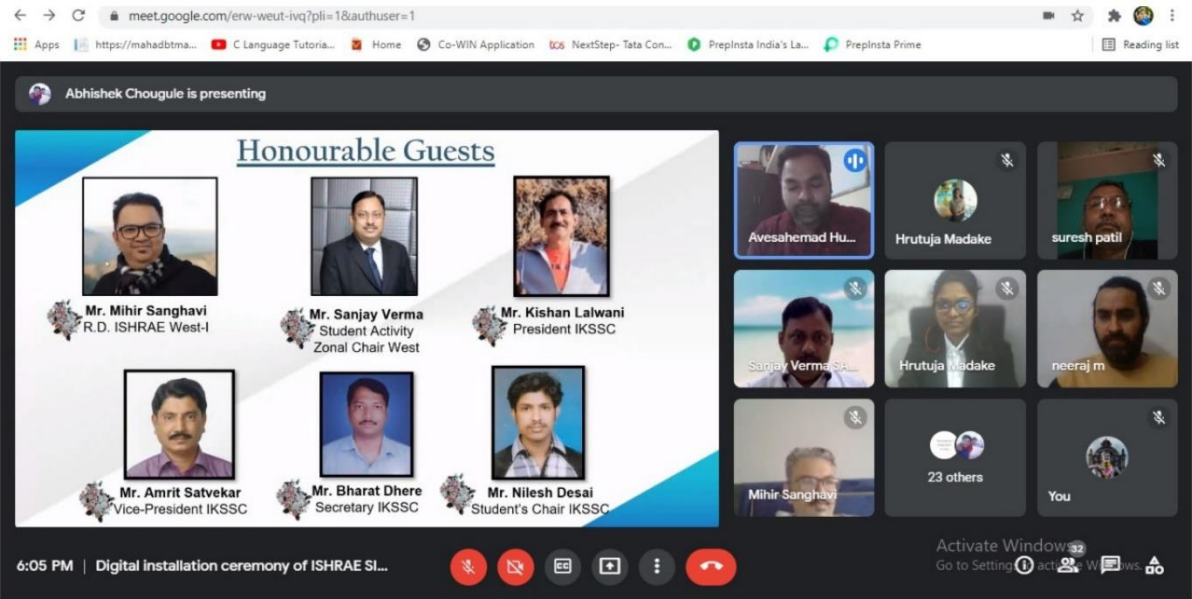 meet.google.com/erw-weut-ivq?pli=1&authuser=1
Apps https://mahadbtma... C Language Tutoria... Home Co-WIN Application tcs NextStep- Tata Con... PrepInsta India's La... PrepInsta Prime Reading list
Abhishek Chougule is presenting
Honourable Guests
Mr. Mihir Sanghavi
R.D. ISHRAE West-I
Mr. Sanjay Verma
Student Activity
Zonal Chair West
Mr. Kishan Lalwani
President IKSSC
Mr. Amrit Satvekar
Vice-President IKSSC
Mr. Bharat Dhere
Secretary IKSSC
Mr. Nilesh Desai
Student's Chair IKSSC
Avesahemad Hu...
Hrutuja Madake
suresh patil
Sanjay Verma SA...
Hrutuja Madake
neeraj m
Mihir Sanghavi
23 others
You
6:05 PM | Digital installation ceremony of ISHRAE SI...
CC
Activate Windows
32
Go to Settings to activate Windows.